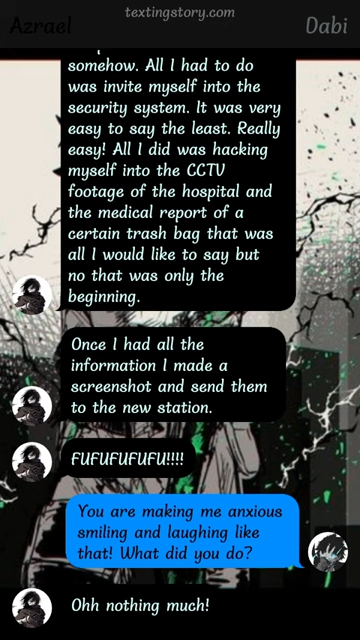 textingstory.com
Azrael
Dabi
somehow. All I had to do
was invite myself into the
security system. It was very
easy to say the least. Really
easy! All I did was hacking
myself into the CCTV
footage of the hospital and
the medical report of a
certain trash bag that was
all I would like to say but
no that was only the
beginning.
Once I had all the
information I made a
screenshot and send them
to the new station.
FUFUFUFUFU!!!!
You are making me anxious
smiling and laughing like
that! What did you do?
Ohh nothing much!